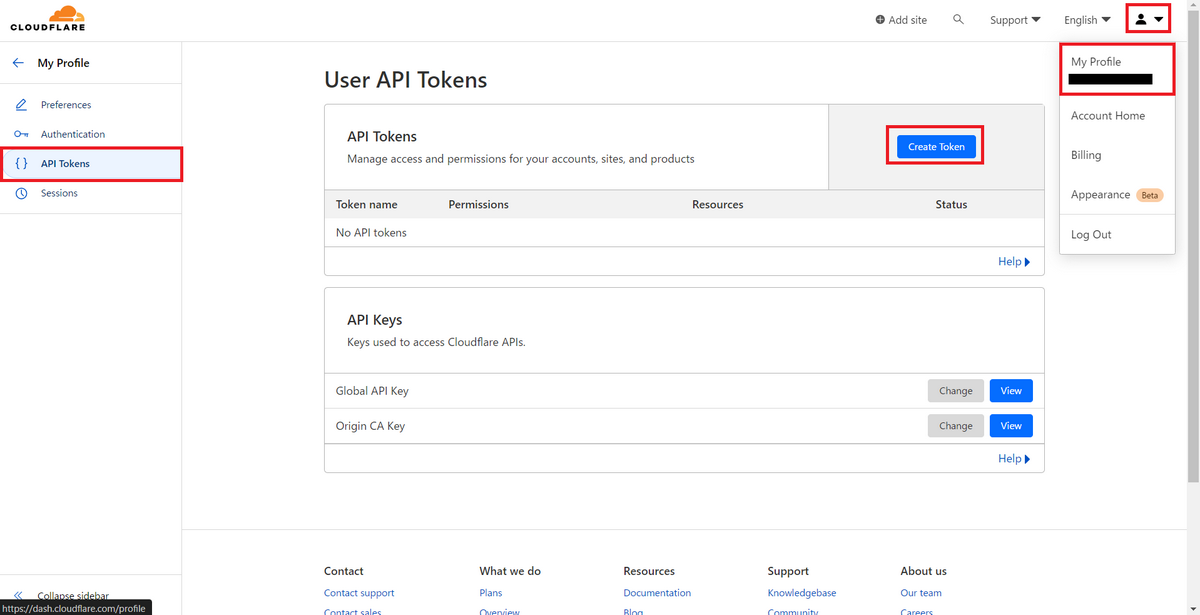 CLOUDFLARE
Add site
Support
English
My Profile
Preferences
Authentication
{ } API Tokens
Sessions
User API Tokens
API Tokens
Manage access and permissions for your accounts, sites, and products
Create Token
Token name Permissions Resources Status
No API tokens
Help
API Keys
Keys used to access Cloudflare APIs.
Global API Key Change View
Origin CA Key Change View
Help
My Profile
Account Home
Billing
Appearance Beta
Log Out
Contact
Contact support
Contact sales
What we do
Plans
Overview
Resources
Documentation
Blog
Support
Knowledgebase
Community
About us
Our team
Careers
Collapse sidebar
https://dash.cloudflare.com/profile